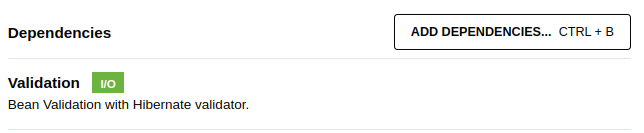 Dependencies
ADD DEPENDENCIES... CTRL + B
Validation I/O
Bean Validation with Hibernate validator.